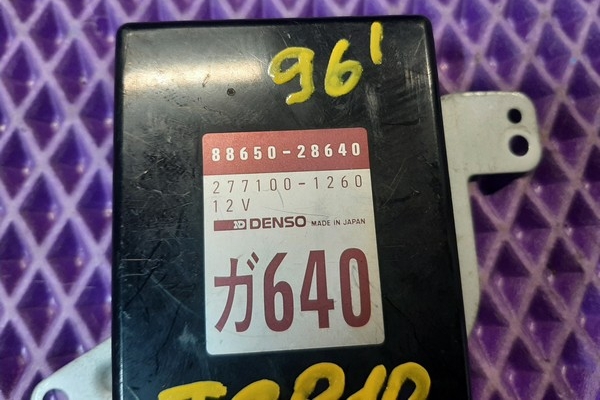 96'
88650-28640
277100-1260
12V
DENSO MADE IN JAPAN
ガ640